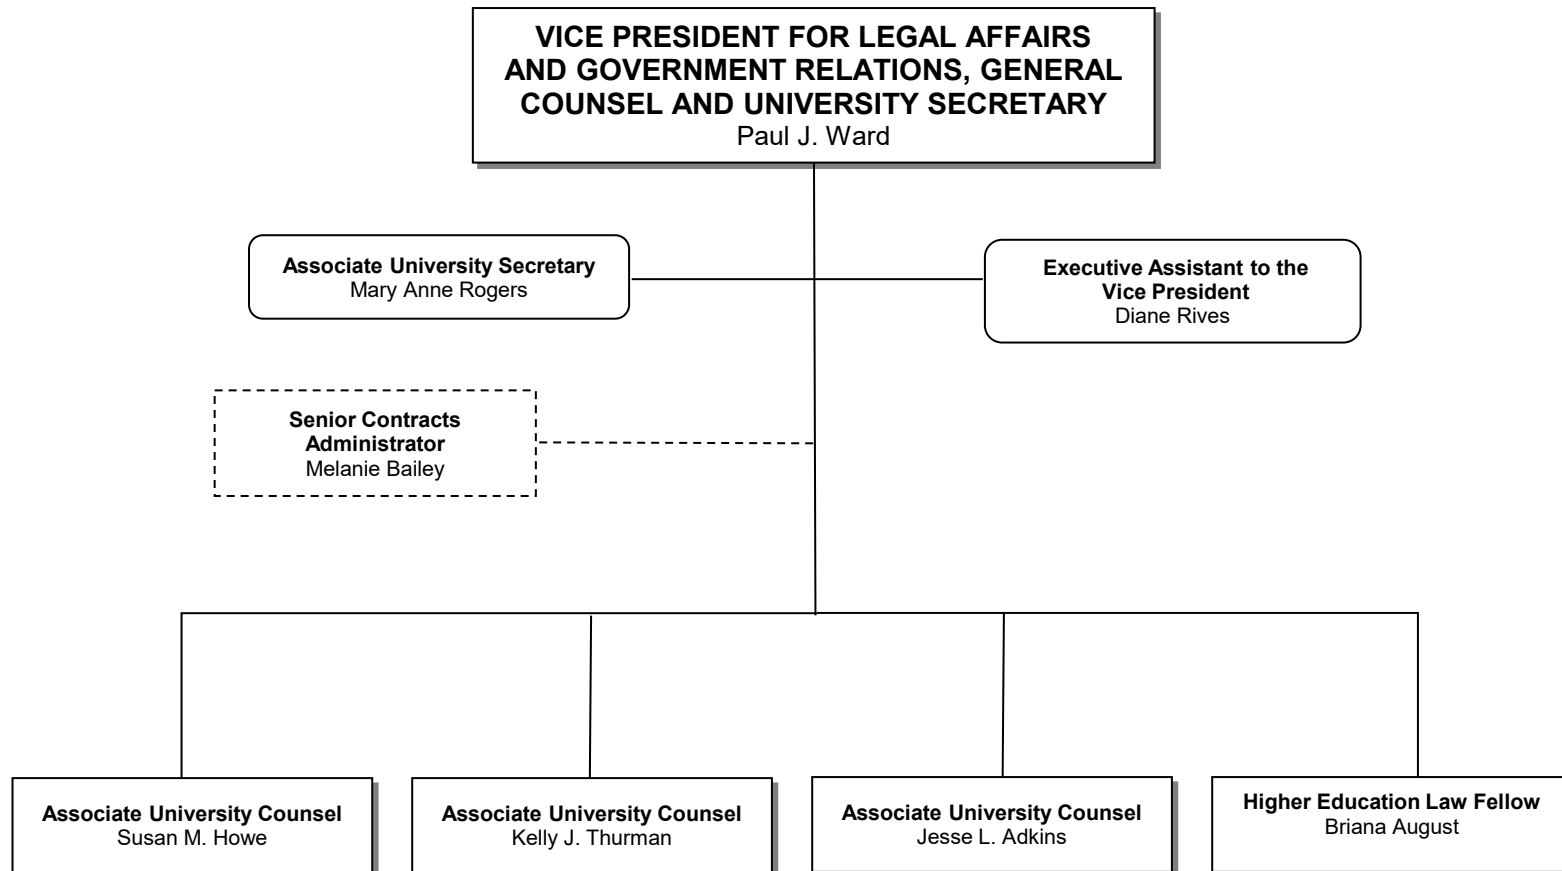 VICE PRESIDENT FOR LEGAL AFFAIRS
AND GOVERNMENT RELATIONS, GENERAL
COUNSEL AND UNIVERSITY SECRETARY
Paul J. Ward
Associate University Secretary
Mary Anne Rogers
Executive Assistant to the
Vice President
Diane Rives
Senior Contracts
Administrator
Melanie Bailey
Associate University Counsel
Susan M. Howe
Associate University Counsel
Kelly J. Thurman
Associate University Counsel
Jesse L. Adkins
Higher Education Law Fellow
Briana August